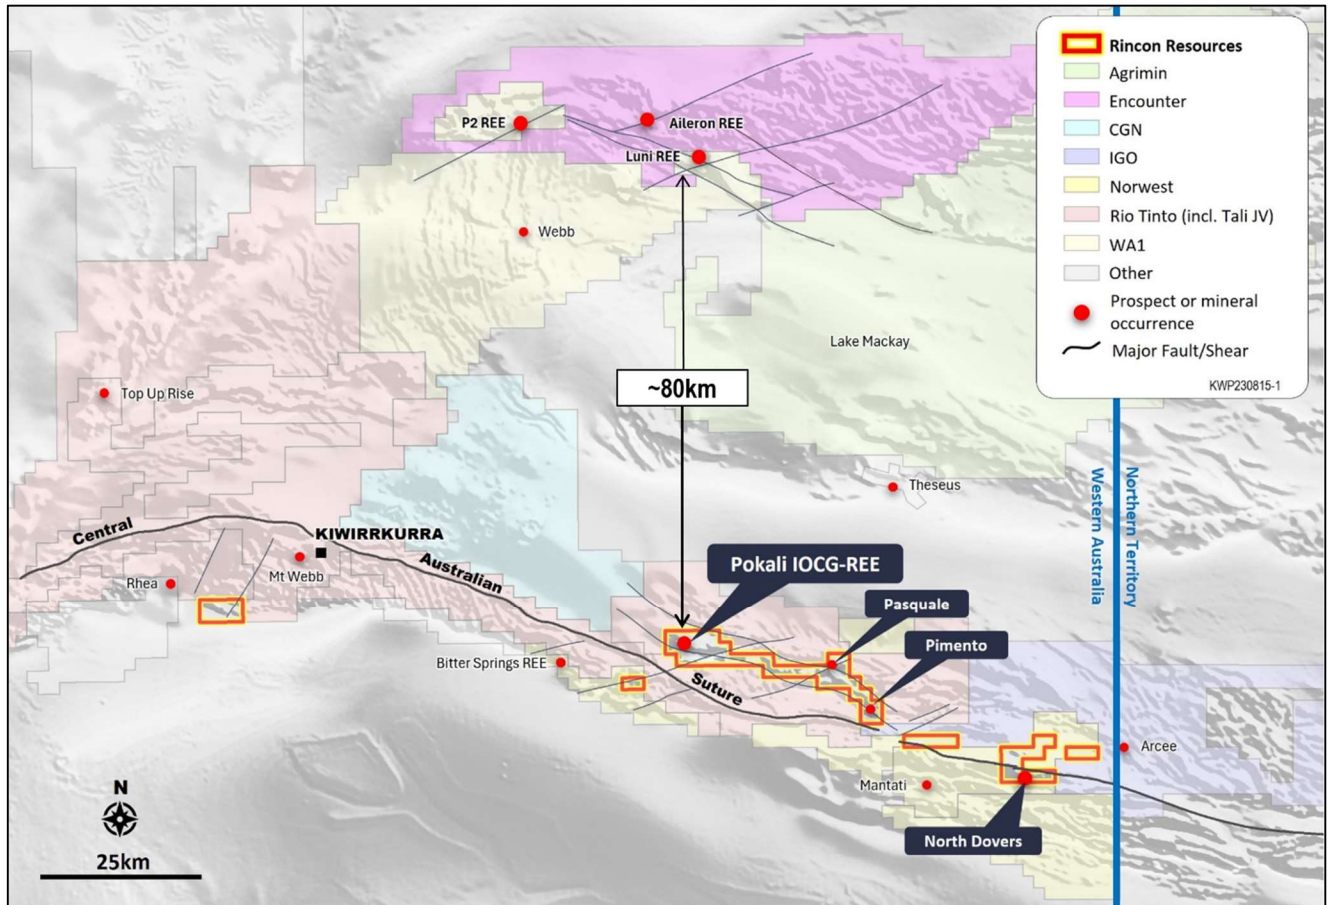 Rincon Resources
Agrimin
Encounter
CGN
IGO
Norwest
Rio Tinto (incl. Tali JV)
WA1
Other
Prospect or mineral
occurrence
Major Fault/Shear
KWP230815-1
P2 REE
Aileron REE
Luni REE
Webb
Lake Mackay
~80km
Top Up Rise
Theseus
Western Australia
Northern Territory
Central
KIWIRRKURRA
Mt Webb
Australian
Rhea
Pokali IOCG-REE
Pasquale
Pimento
Bitter Springs REE
Suture
Arcee
Mantati
North Dovers
N
25km